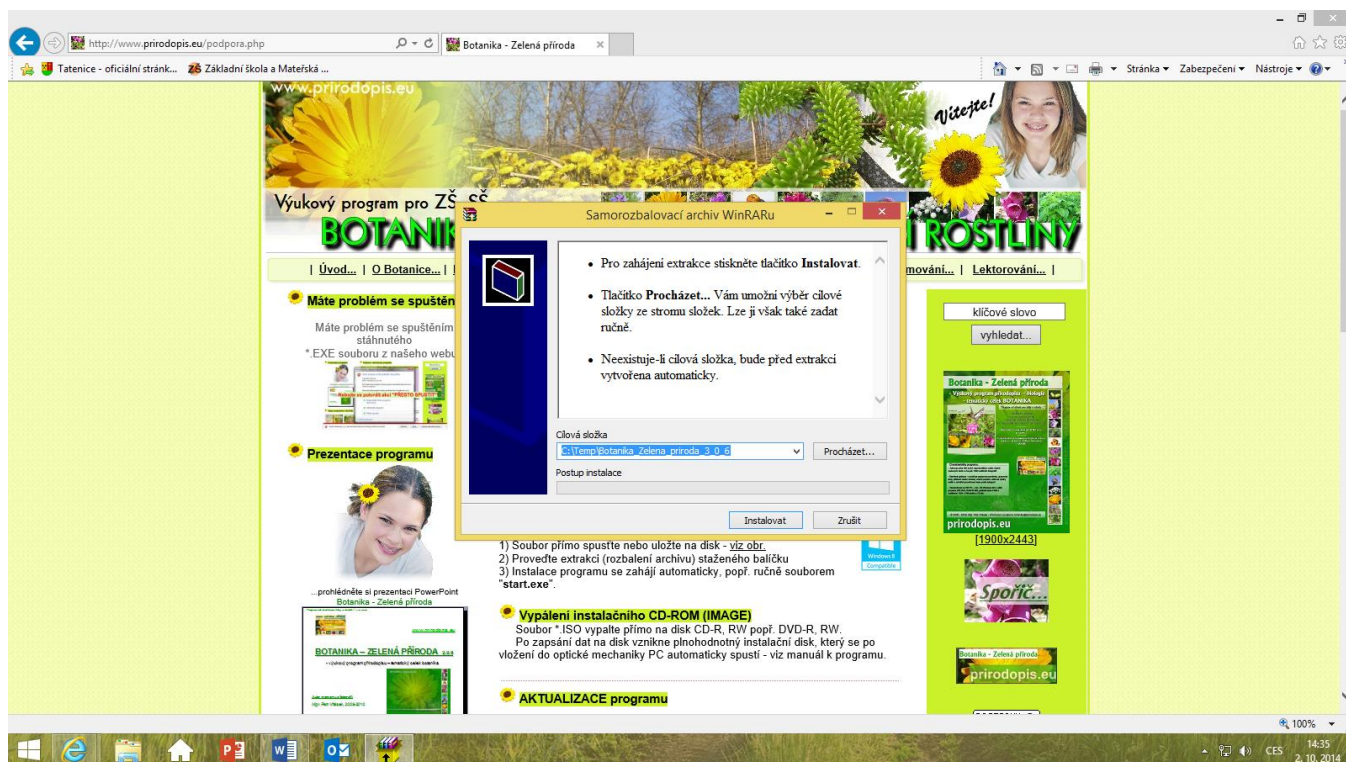 http://www.prirodopis.eu/podpora.php
Botanika - Zelená příroda
Tatenice - oficiální stránk...
Základní škola a Mateřská ...
Stránka
Zabezpečení
Nástroje
www.prirodopis.eu
Vítejte!
Výukový program pro ZŠ, SŠ
BOTANIK
ROSTLINY
| Úvod... | O Botanice... |
mování... | Lektorování... |
Máte problém se spuštěn
Máte problém se spuštěním
stáhnutého
*.EXE souboru z našeho webu
Prezentace programu
...prohlédněte si prezentaci PowerPoint
Botanika - Zelená příroda
BOTANIKA – ZELENÁ PŘÍRODA
Samorozbalovací archiv WinRARu
Pro zahájení extrakce stiskněte tlačítko Instalovat.
Tlačítko Procházet... Vám umožní výběr cílové
složky ze stromu složek. Lze ji však také zadat
ručně.
Neexistuje-li cílová složka, bude před extrakcí
vytvořena automaticky.
Cílová složka
C:\Temp\Botanika_Zelena_priroda_3_0_6
Procházet...
Postup instalace
Instalovat
Zrušit
1) Soubor přímo spusťte nebo uložte na disk - viz obr.
2) Proveďte extrakci (rozbalení archivu) staženého balíčku
3) Instalace programu se zahájí automaticky, popř. ručně souborem
"start.exe".
Windows 8
Compatible
Vypálení instalačního CD-ROM (IMAGE)
Soubor *.ISO vypalte přímo na disk CD-R, RW popř. DVD-R, RW.
Po zapsání dat na disk vznikne plnohodnotný instalační disk, který se po
vložení do optické mechaniky PC automaticky spustí - viz manuál k programu.
AKTUALIZACE programu
klíčové slovo
vyhledat...
Botanika - Zelená příroda
prirodopis.eu
[1900x2443]
Spořič...
Botanika - Zelená příroda
prirodopis.eu
100%
CES
14:35
2. 10. 2014